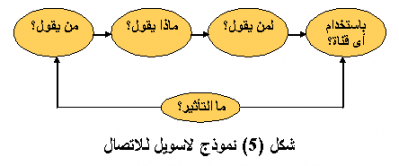 من يقول؟
ماذا يقول؟
لمن يقول؟
باستخدام
أى قناة؟
ما التأثير؟
شكل (5) نموذج لاسويل للاتصال